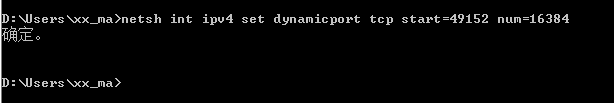 D:\Users\xx_ma>netsh int ipv4 set dynamicport tcp start=49152 num=16384
确定。
D:\Users\xx_ma>